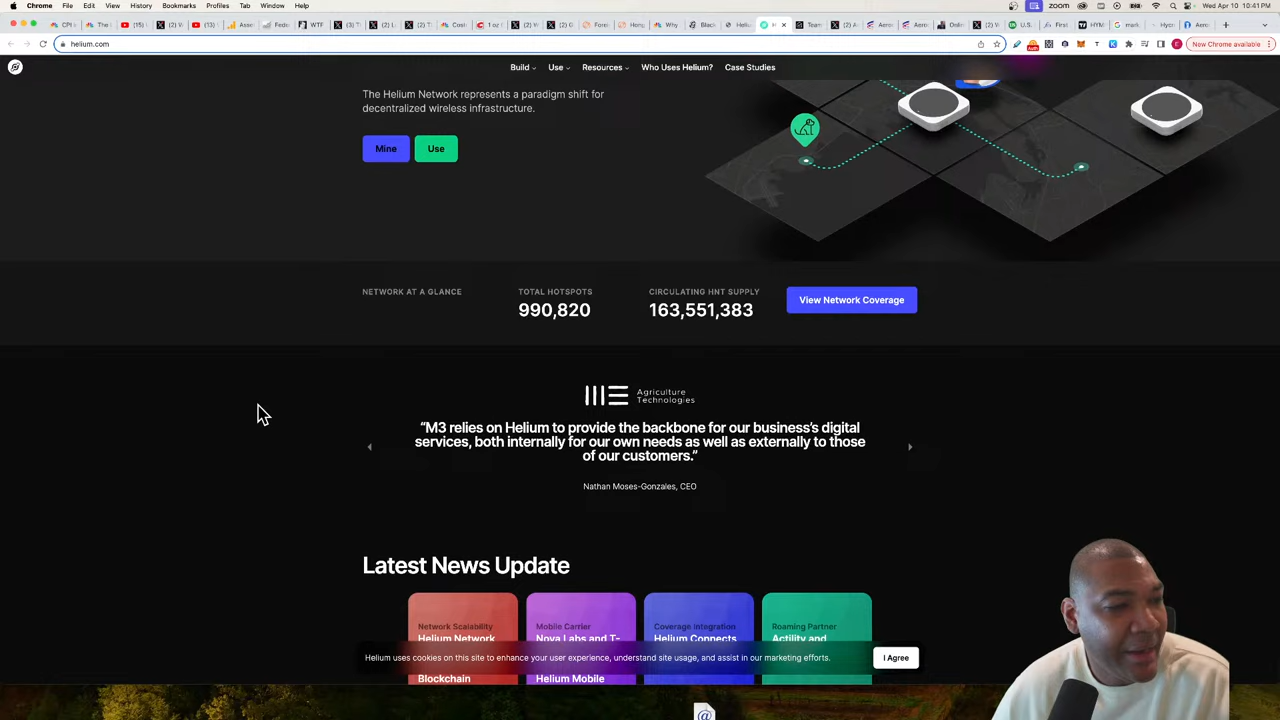 Chrome File Edit View History Bookmarks Profiles Tab Window Help
zoom
Wed Apr 10 10:41 PM
helium.com
New Chrome available
Build Use Resources Who Uses Helium? Case Studies
The Helium Network represents a paradigm shift for
decentralized wireless infrastructure.
Mine Use
NETWORK AT A GLANCE
TOTAL HOTSPOTS
990,820
CIRCULATING HNT SUPPLY
163,551,383
View Network Coverage
Agriculture
Technologies
“M3 relies on Helium to provide the backbone for our business’s digital
services, both internally for our own needs as well as externally to those
of our customers.”
Nathan Moses-Gonzales, CEO
Latest News Update
Network Scalability
Helium Network
Blockchain
Mobile Carrier
Nova Labs and T-
Helium Mobile
Coverage Integration
Helium Connects
Roaming Partner
Actility and
Helium uses cookies on this site to enhance your user experience, understand site usage, and assist in our marketing efforts.
I Agree